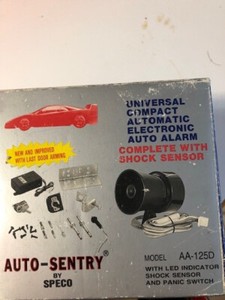 UNIVERSAL
COMPACT
AUTOMATIC
ELECTRONIC
AUTO ALARM
COMPLETE WITH
SHOCK SENSOR
NEW AND IMPROVED
WITH LAST DOOR ARMING
AUTO-SENTRY®
BY
SPECO
MODEL AA-125D
WITH LED INDICATOR
SHOCK SENSOR
AND PANIC SWITCH